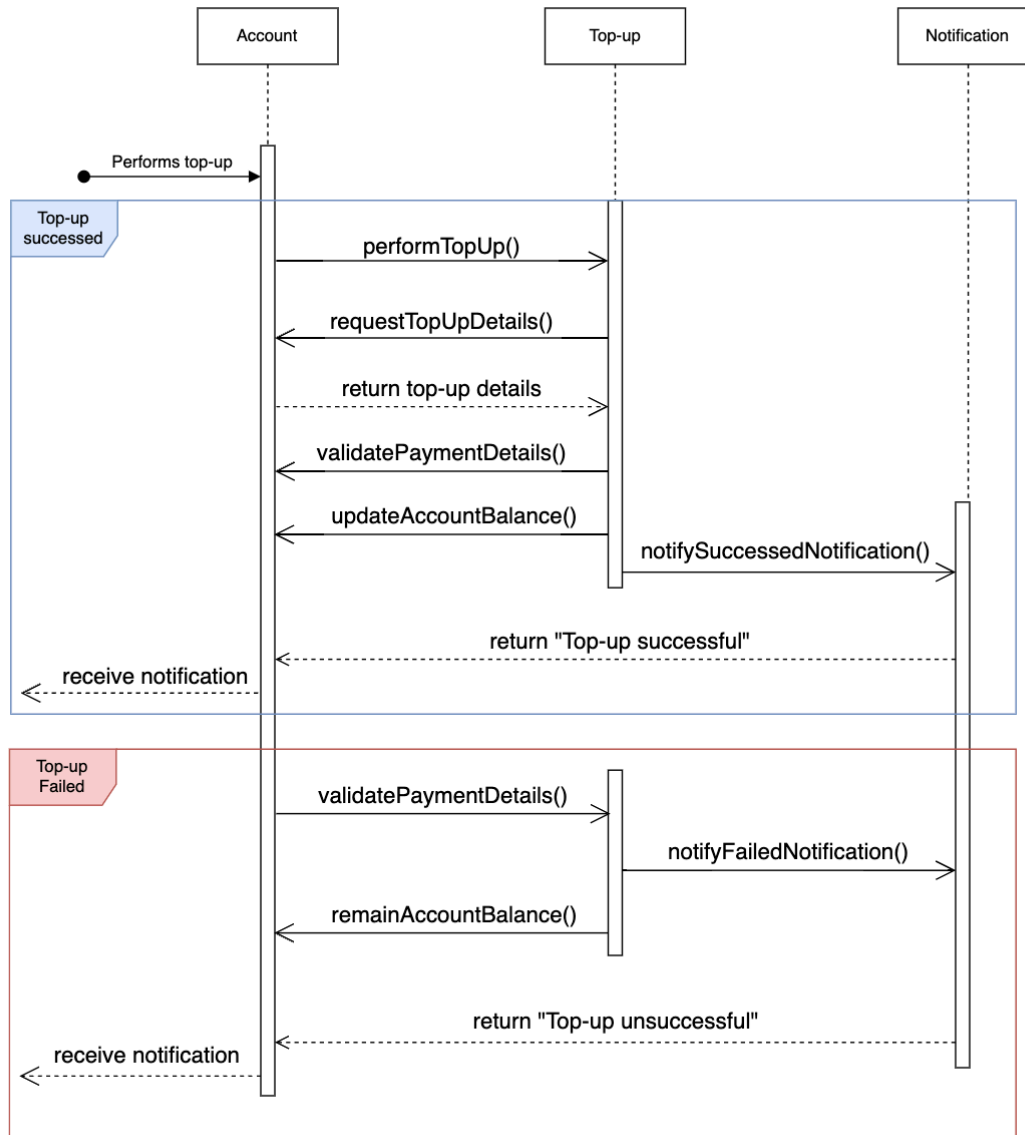 Account
Top-up
Notification
Performs top-up
Top-up
successed
performTopUp()
requestTopUpDetails()
return top-up details
validatePaymentDetails()
updateAccountBalance()
notifySuccessedNotification()
return "Top-up successful"
receive notification
Top-up
Failed
validatePaymentDetails()
notifyFailedNotification()
remainAccountBalance()
return "Top-up unsuccessful"
receive notification